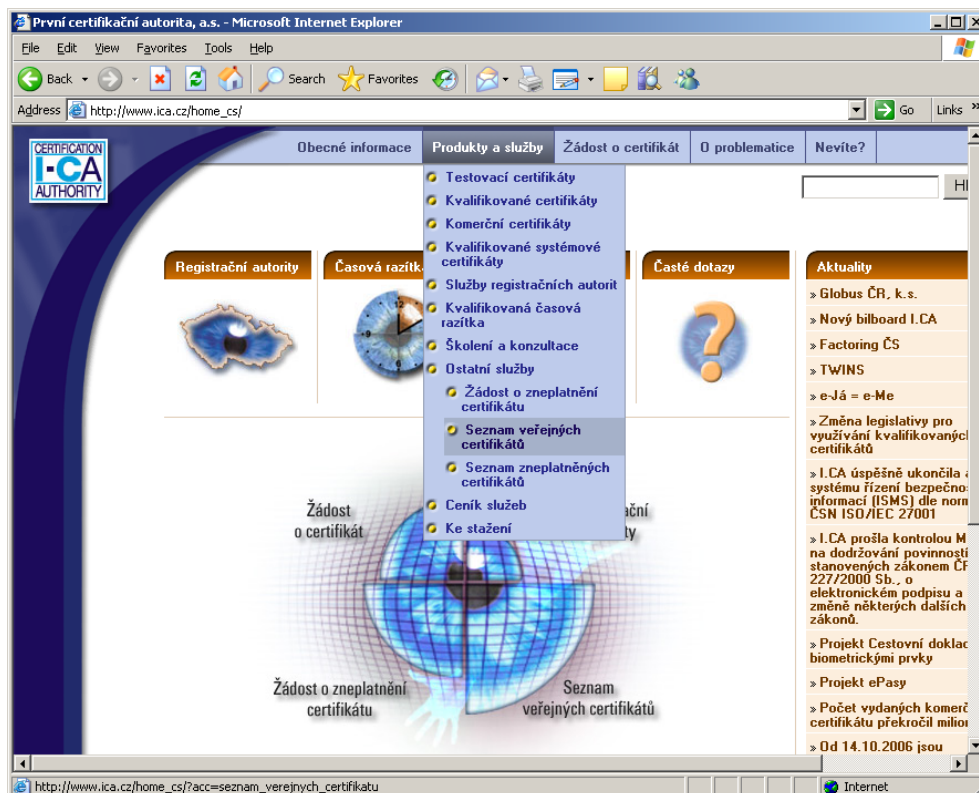 První certifikační autorita, a.s. - Microsoft Internet Explorer
File Edit View Favorites Tools Help
Back Search Favorites
Address http://www.ica.cz/home_cs/ Go Links »
CERTIFICATION
I-CA
AUTHORITY
Obecné informace Produkty a služby Žádost o certifikát O problematice Nevíte?
Testovací certifikáty
Kvalifikované certifikáty
Komerční certifikáty
Kvalifikované systémové
certifikáty
Služby registračních autorit
Kvalifikovaná časová
razítka
Školení a konzultace
Ostatní služby
Žádost o zneplatnění
certifikátu
Seznam veřejných
certifikátů
Seznam zneplatněných
certifikátů
Ceník služeb
Ke stažení
Registrační autority Časová razítk Časté dotazy
12
9
Žádost
o certifikát
ační
ty
Žádost o zneplatnění
certifikátu
Seznam
veřejných certifikátů
Aktuality
» Globus ČR, k.s.
» Nový bilboard I.CA
» Factoring ČS
» TWINS
» e-Já = e-Me
» Změna legislativy pro
využívání kvalifikovanýc
certifikátů
» I.CA úspěšně ukončila a
systému řízení bezpečno
informací (ISMS) dle norm
ČSN ISO/IEC 27001
» I.CA prošla kontrolou M
na dodržování povinností
stanovených zákonem ČF
227/2000 Sb., o
elektronickém podpisu a
změně některých dalších
zákonů.
» Projekt Cestovní doklad
biometrickými prvky
» Projekt ePasy
» Počet vydaných komerč
certifikátu překročil milion
» Od 14.10.2006 jsou
http://www.ica.cz/home_cs/?acc=seznam_verejnych_certifikatu Internet